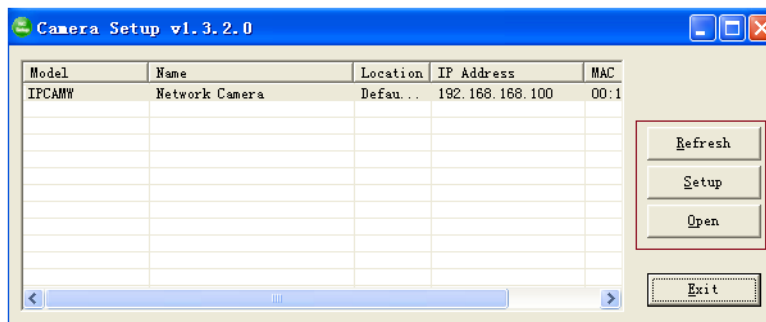 Camera Setup v1.3.2.0
Model Name Location IP Address MAC
IPCAMW Network Camera Defau... 192.168.168.100 00:1
Refresh
Setup
Open
Exit